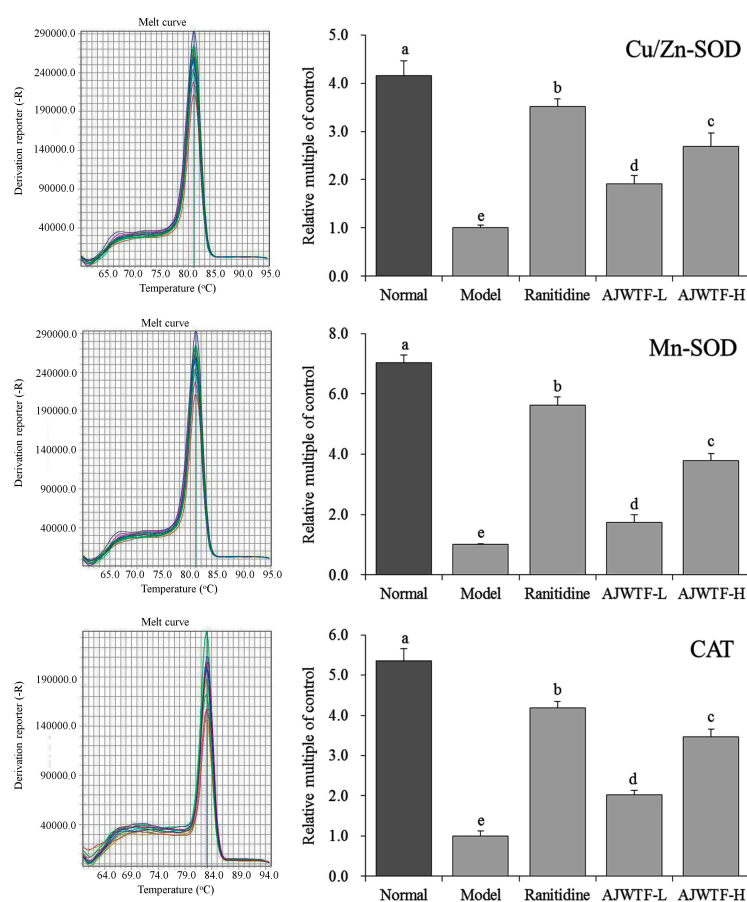 Melt curve
Derivation reporter (-R)
290000.0
240000.0
190000.0
140000.0
90000.0
40000.0
65.0 70.0 75.0 80.0 85.0 90.0 95.0
Temperature (°C)
Cu/Zn-SOD
Relative multiple of control
5.0
4.0
3.0
2.0
1.0
0.0
a
e
b
d
c
Normal Model Ranitidine AJWTF-L AJWTF-H
Melt curve
Derivation reporter (-R)
290000.0
240000.0
190000.0
140000.0
90000.0
40000.0
65.0 70.0 75.0 80.0 85.0 90.0 95.0
Temperature (°C)
Mn-SOD
Relative multiple of control
8.0
6.0
4.0
2.0
0.0
a
e
b
d
c
Normal Model Ranitidine AJWTF-L AJWTF-H
Melt curve
Derivation reporter (-R)
190000.0
140000.0
90000.0
40000.0
64.0 69.0 74.0 79.0 84.0 89.0 94.0
Temperature (°C)
CAT
Relative multiple of control
6.0
5.0
4.0
3.0
2.0
1.0
0.0
a
e
b
d
c
Normal Model Ranitidine AJWTF-L AJWTF-H